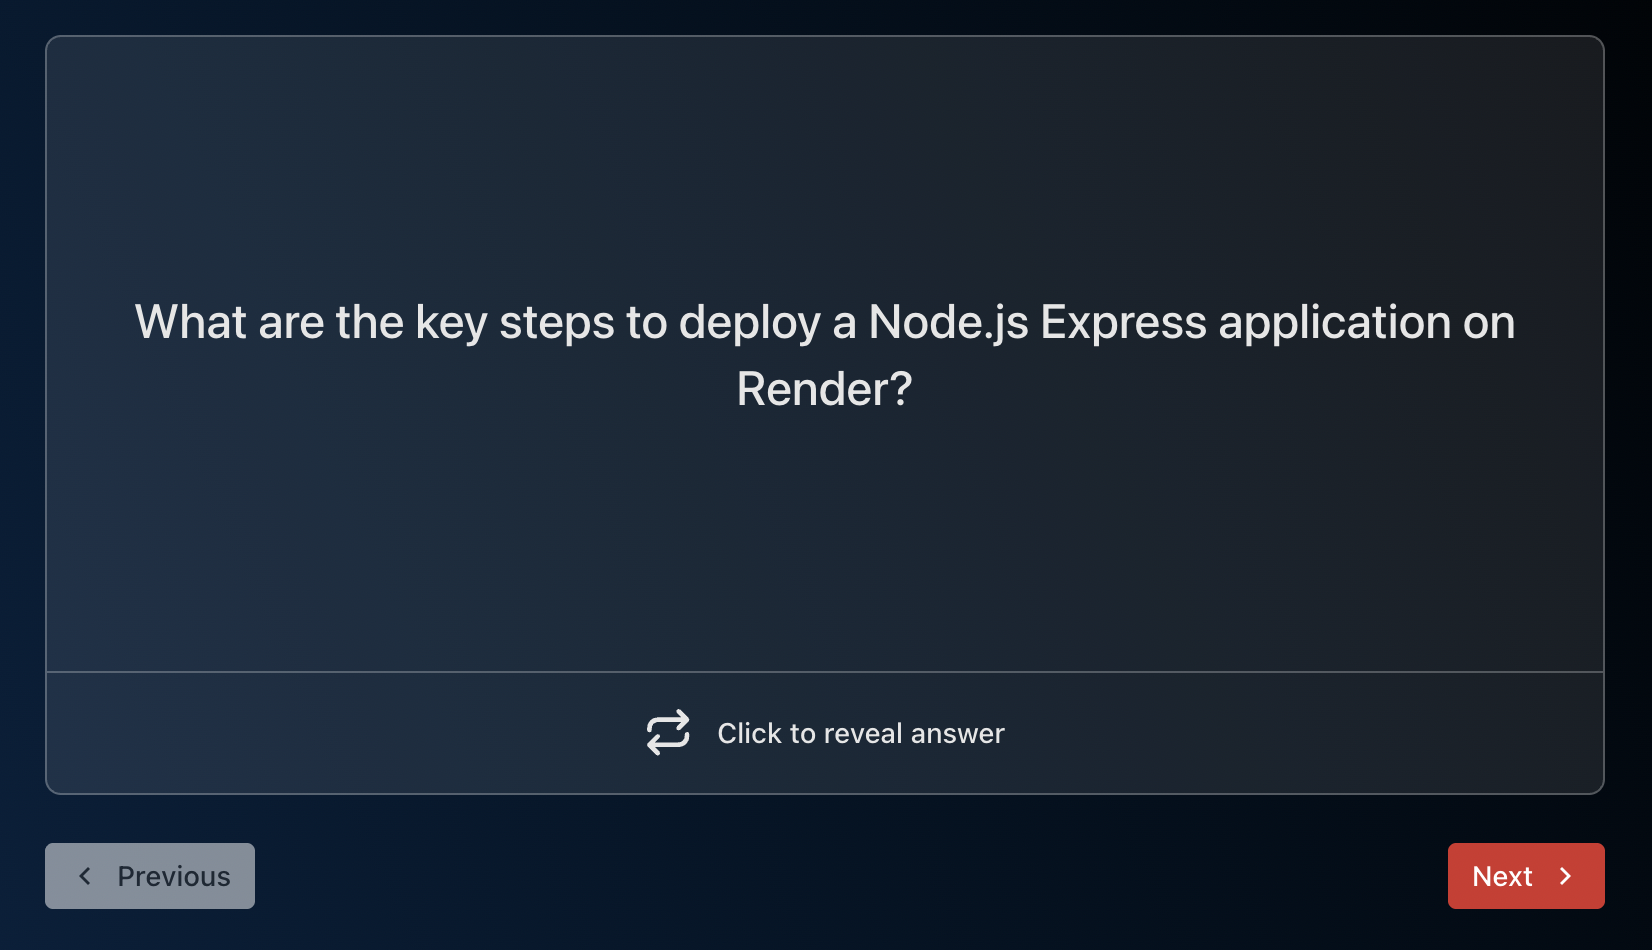 What are the key steps to deploy a Node.js Express application on
Render?
Click to reveal answer
Previous
Next